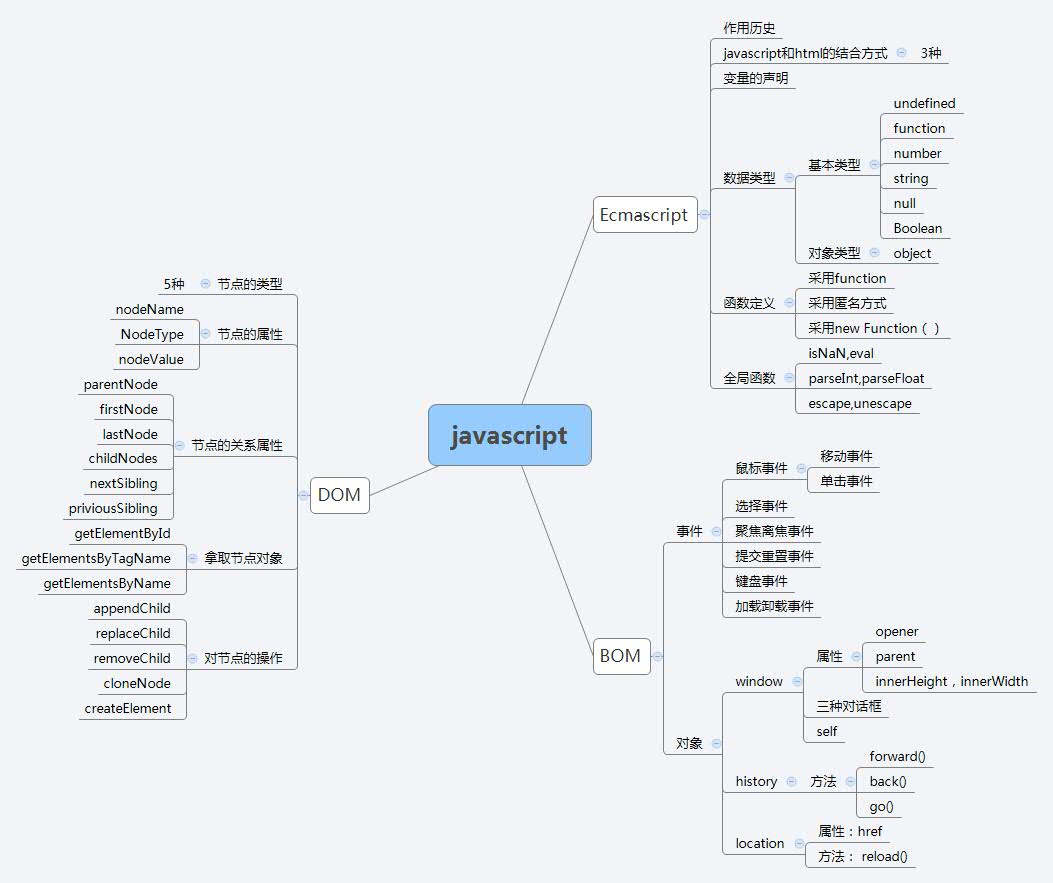 javascript
Ecmascript
作用历史
javascript和html的结合方式
3种
变量的声明
数据类型
基本类型
undefined
function
number
string
null
Boolean
对象类型
object
函数定义
采用function
采用匿名方式
采用new Function（ ）
全局函数
isNaN,eval
parseInt,parseFloat
escape,unescape
DOM
节点的类型
5种
节点的属性
nodeName
NodeType
nodeValue
节点的关系属性
parentNode
firstNode
lastNode
childNodes
nextSibling
priviousSibling
拿取节点对象
getElementById
getElementsByTagName
getElementsByName
对节点的操作
appendChild
replaceChild
removeChild
cloneNode
createElement
BOM
事件
鼠标事件
移动事件
单击事件
选择事件
聚焦离焦事件
提交重置事件
键盘事件
加载卸载事件
对象
window
属性
opener
parent
innerHeight，innerWidth
三种对话框
self
history
方法
forward()
back()
go()
location
属性：href
方法： reload()